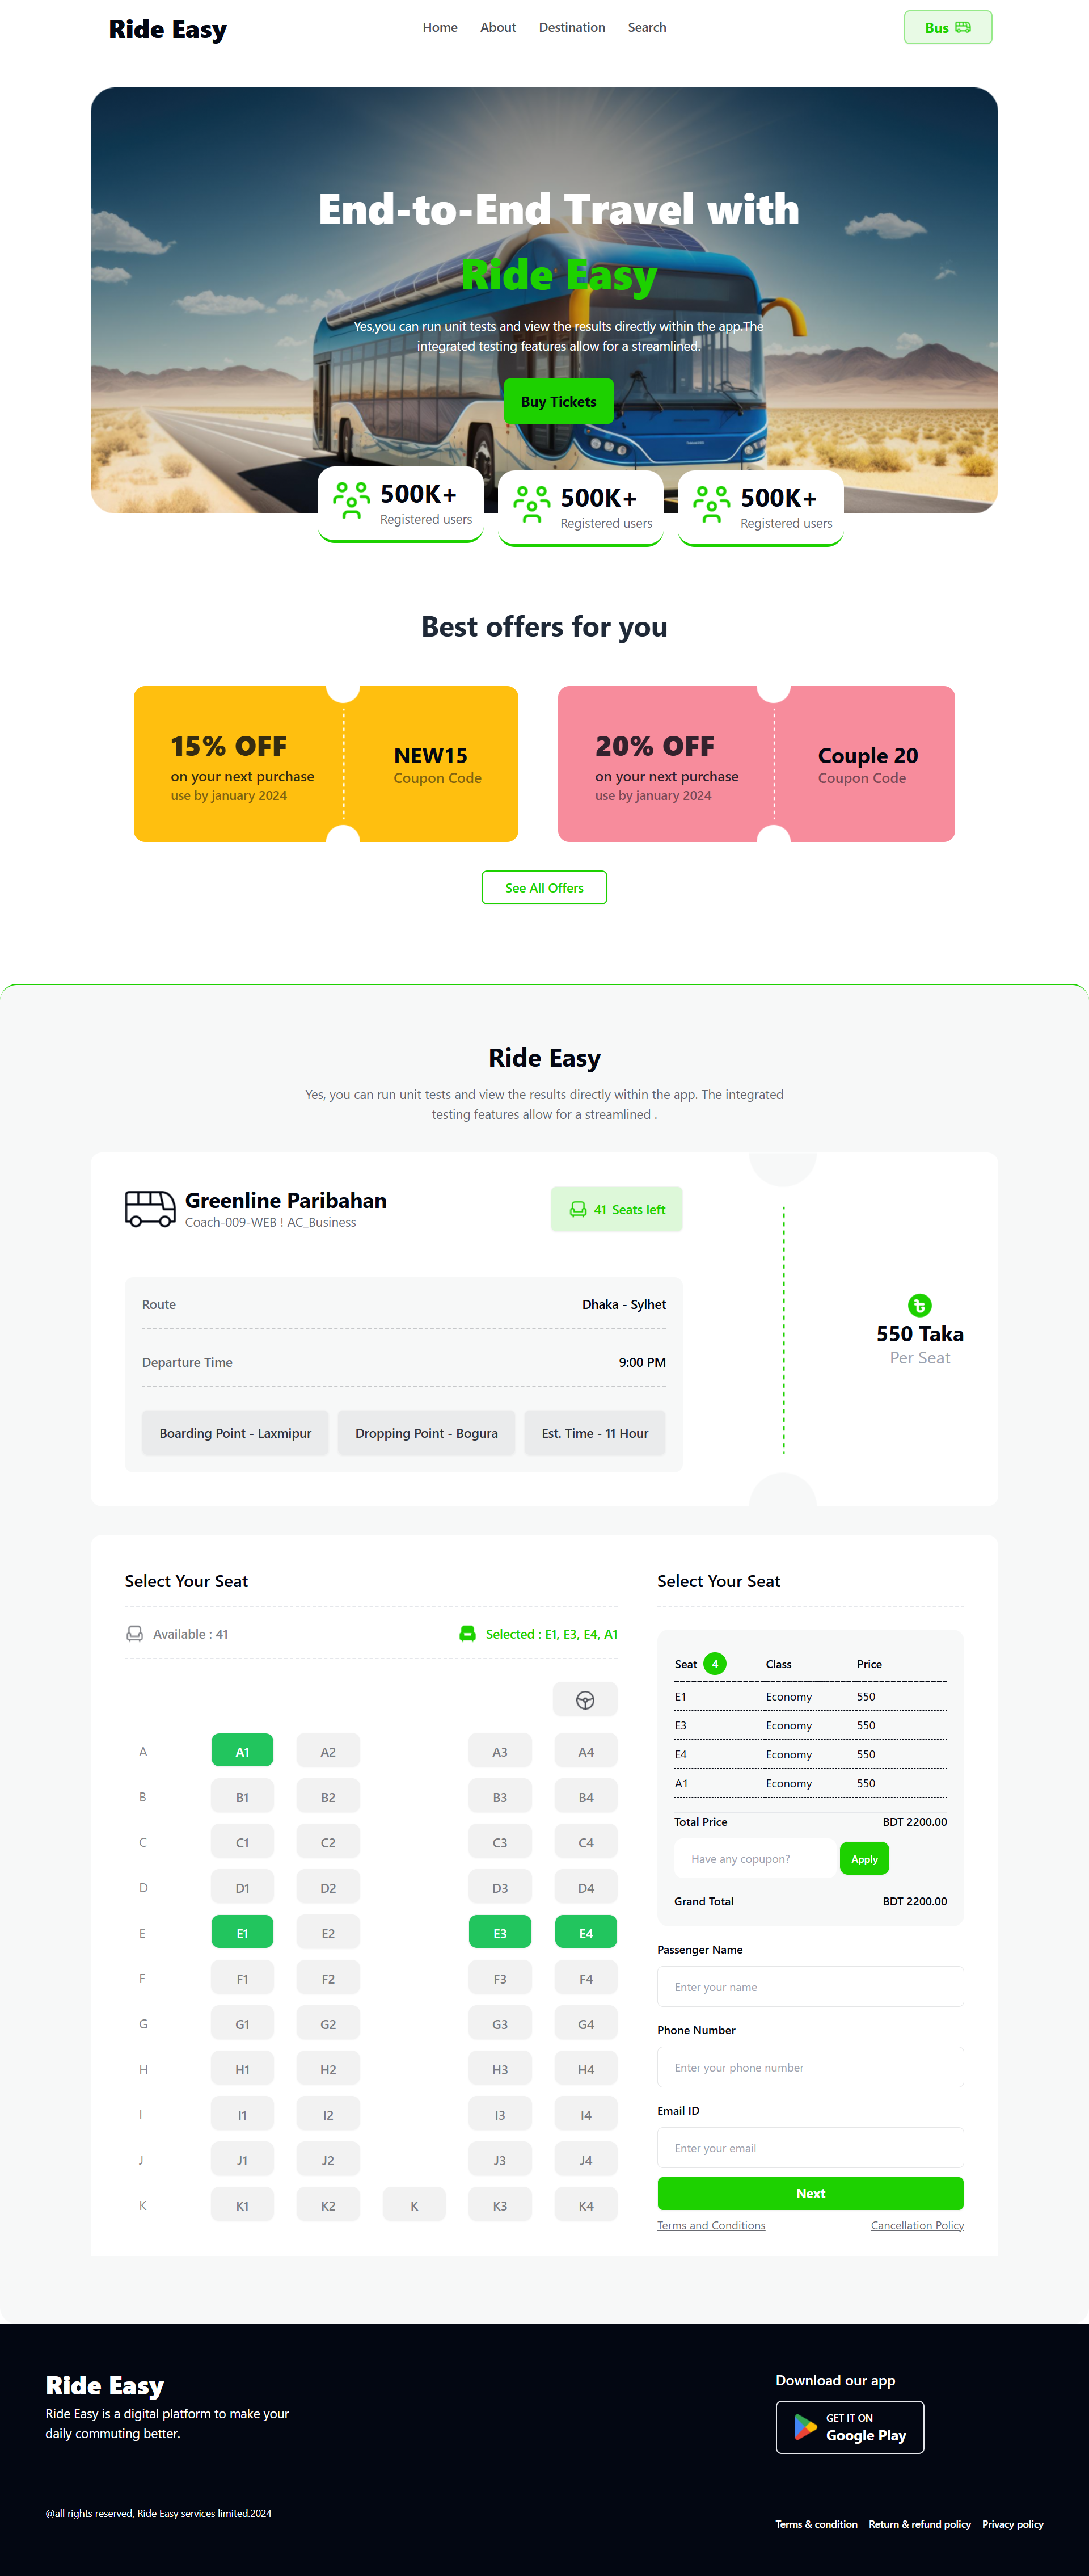 Ride Easy
Home About Destination Search
Bus
End-to-End Travel with
Ride Easy
Yes,you can run unit tests and view the results directly within the app.The
integrated testing features allow for a streamlined.
Buy Tickets
500K+
Registered users
500K+
Registered users
500K+
Registered users
Best offers for you
15% OFF
on your next purchase
use by january 2024
NEW15
Coupon Code
20% OFF
on your next purchase
use by january 2024
Couple 20
Coupon Code
See All Offers
Ride Easy
Yes, you can run unit tests and view the results directly within the app. The integrated
testing features allow for a streamlined .
Greenline Paribahan
Coach-009-WEB ! AC_Business
41 Seats left
Route Dhaka - Sylhet
Departure Time 9:00 PM
Boarding Point - Laxmipur Dropping Point - Bogura Est. Time - 11 Hour
550 Taka
Per Seat
Select Your Seat
Available : 41 Selected : E1, E3, E4, A1
A A1 A2 A3 A4
B B1 B2 B3 B4
C C1 C2 C3 C4
D D1 D2 D3 D4
E E1 E2 E3 E4
F F1 F2 F3 F4
G G1 G2 G3 G4
H H1 H2 H3 H4
I I1 I2 I3 I4
J J1 J2 J3 J4
K K1 K2 K K3 K4
Select Your Seat
Seat 4 Class Price
E1 Economy 550
E3 Economy 550
E4 Economy 550
A1 Economy 550
Total Price BDT 2200.00
Have any copupon? Apply
Grand Total BDT 2200.00
Passenger Name
Enter your name
Phone Number
Enter your phone number
Email ID
Enter your email
Next
Terms and Conditions Cancellation Policy
Ride Easy
Ride Easy is a digital platform to make your
daily commuting better.
Download our app
GET IT ON
Google Play
@all rights reserved, Ride Easy services limited.2024
Terms & condition Return & refund policy Privacy policy